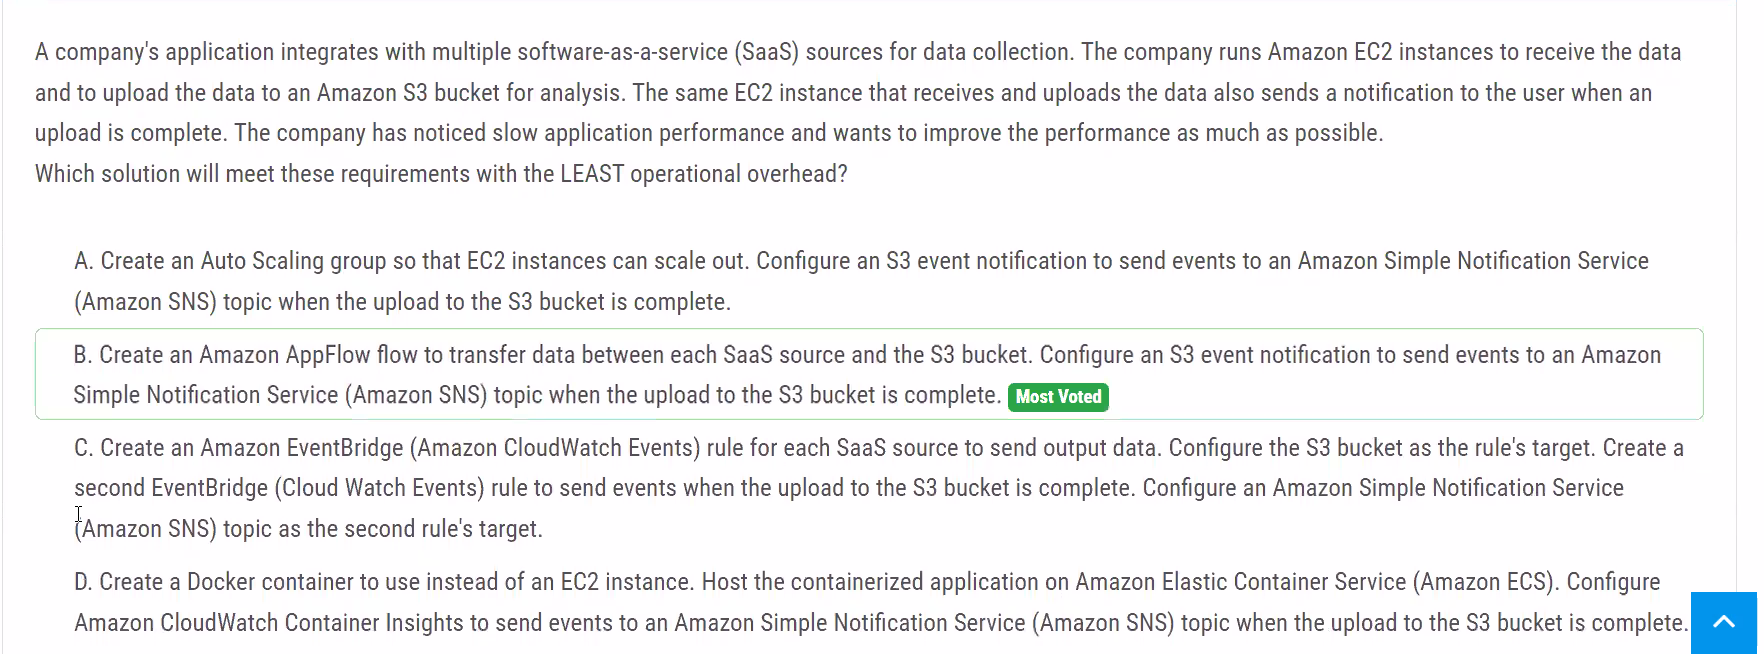 A company's application integrates with multiple software-as-a-service (SaaS) sources for data collection. The company runs Amazon EC2 instances to receive the data
and to upload the data to an Amazon S3 bucket for analysis. The same EC2 instance that receives and uploads the data also sends a notification to the user when an
upload is complete. The company has noticed slow application performance and wants to improve the performance as much as possible.
Which solution will meet these requirements with the LEAST operational overhead?
A. Create an Auto Scaling group so that EC2 instances can scale out. Configure an S3 event notification to send events to an Amazon Simple Notification Service
(Amazon SNS) topic when the upload to the S3 bucket is complete.
B. Create an Amazon AppFlow flow to transfer data between each SaaS source and the S3 bucket. Configure an S3 event notification to send events to an Amazon
Simple Notification Service (Amazon SNS) topic when the upload to the S3 bucket is complete. Most Voted
C. Create an Amazon EventBridge (Amazon CloudWatch Events) rule for each SaaS source to send output data. Configure the S3 bucket as the rule's target. Create a
second EventBridge (Cloud Watch Events) rule to send events when the upload to the S3 bucket is complete. Configure an Amazon Simple Notification Service
(Amazon SNS) topic as the second rule's target.
D. Create a Docker container to use instead of an EC2 instance. Host the containerized application on Amazon Elastic Container Service (Amazon ECS). Configure
Amazon CloudWatch Container Insights to send events to an Amazon Simple Notification Service (Amazon SNS) topic when the upload to the S3 bucket is complete.